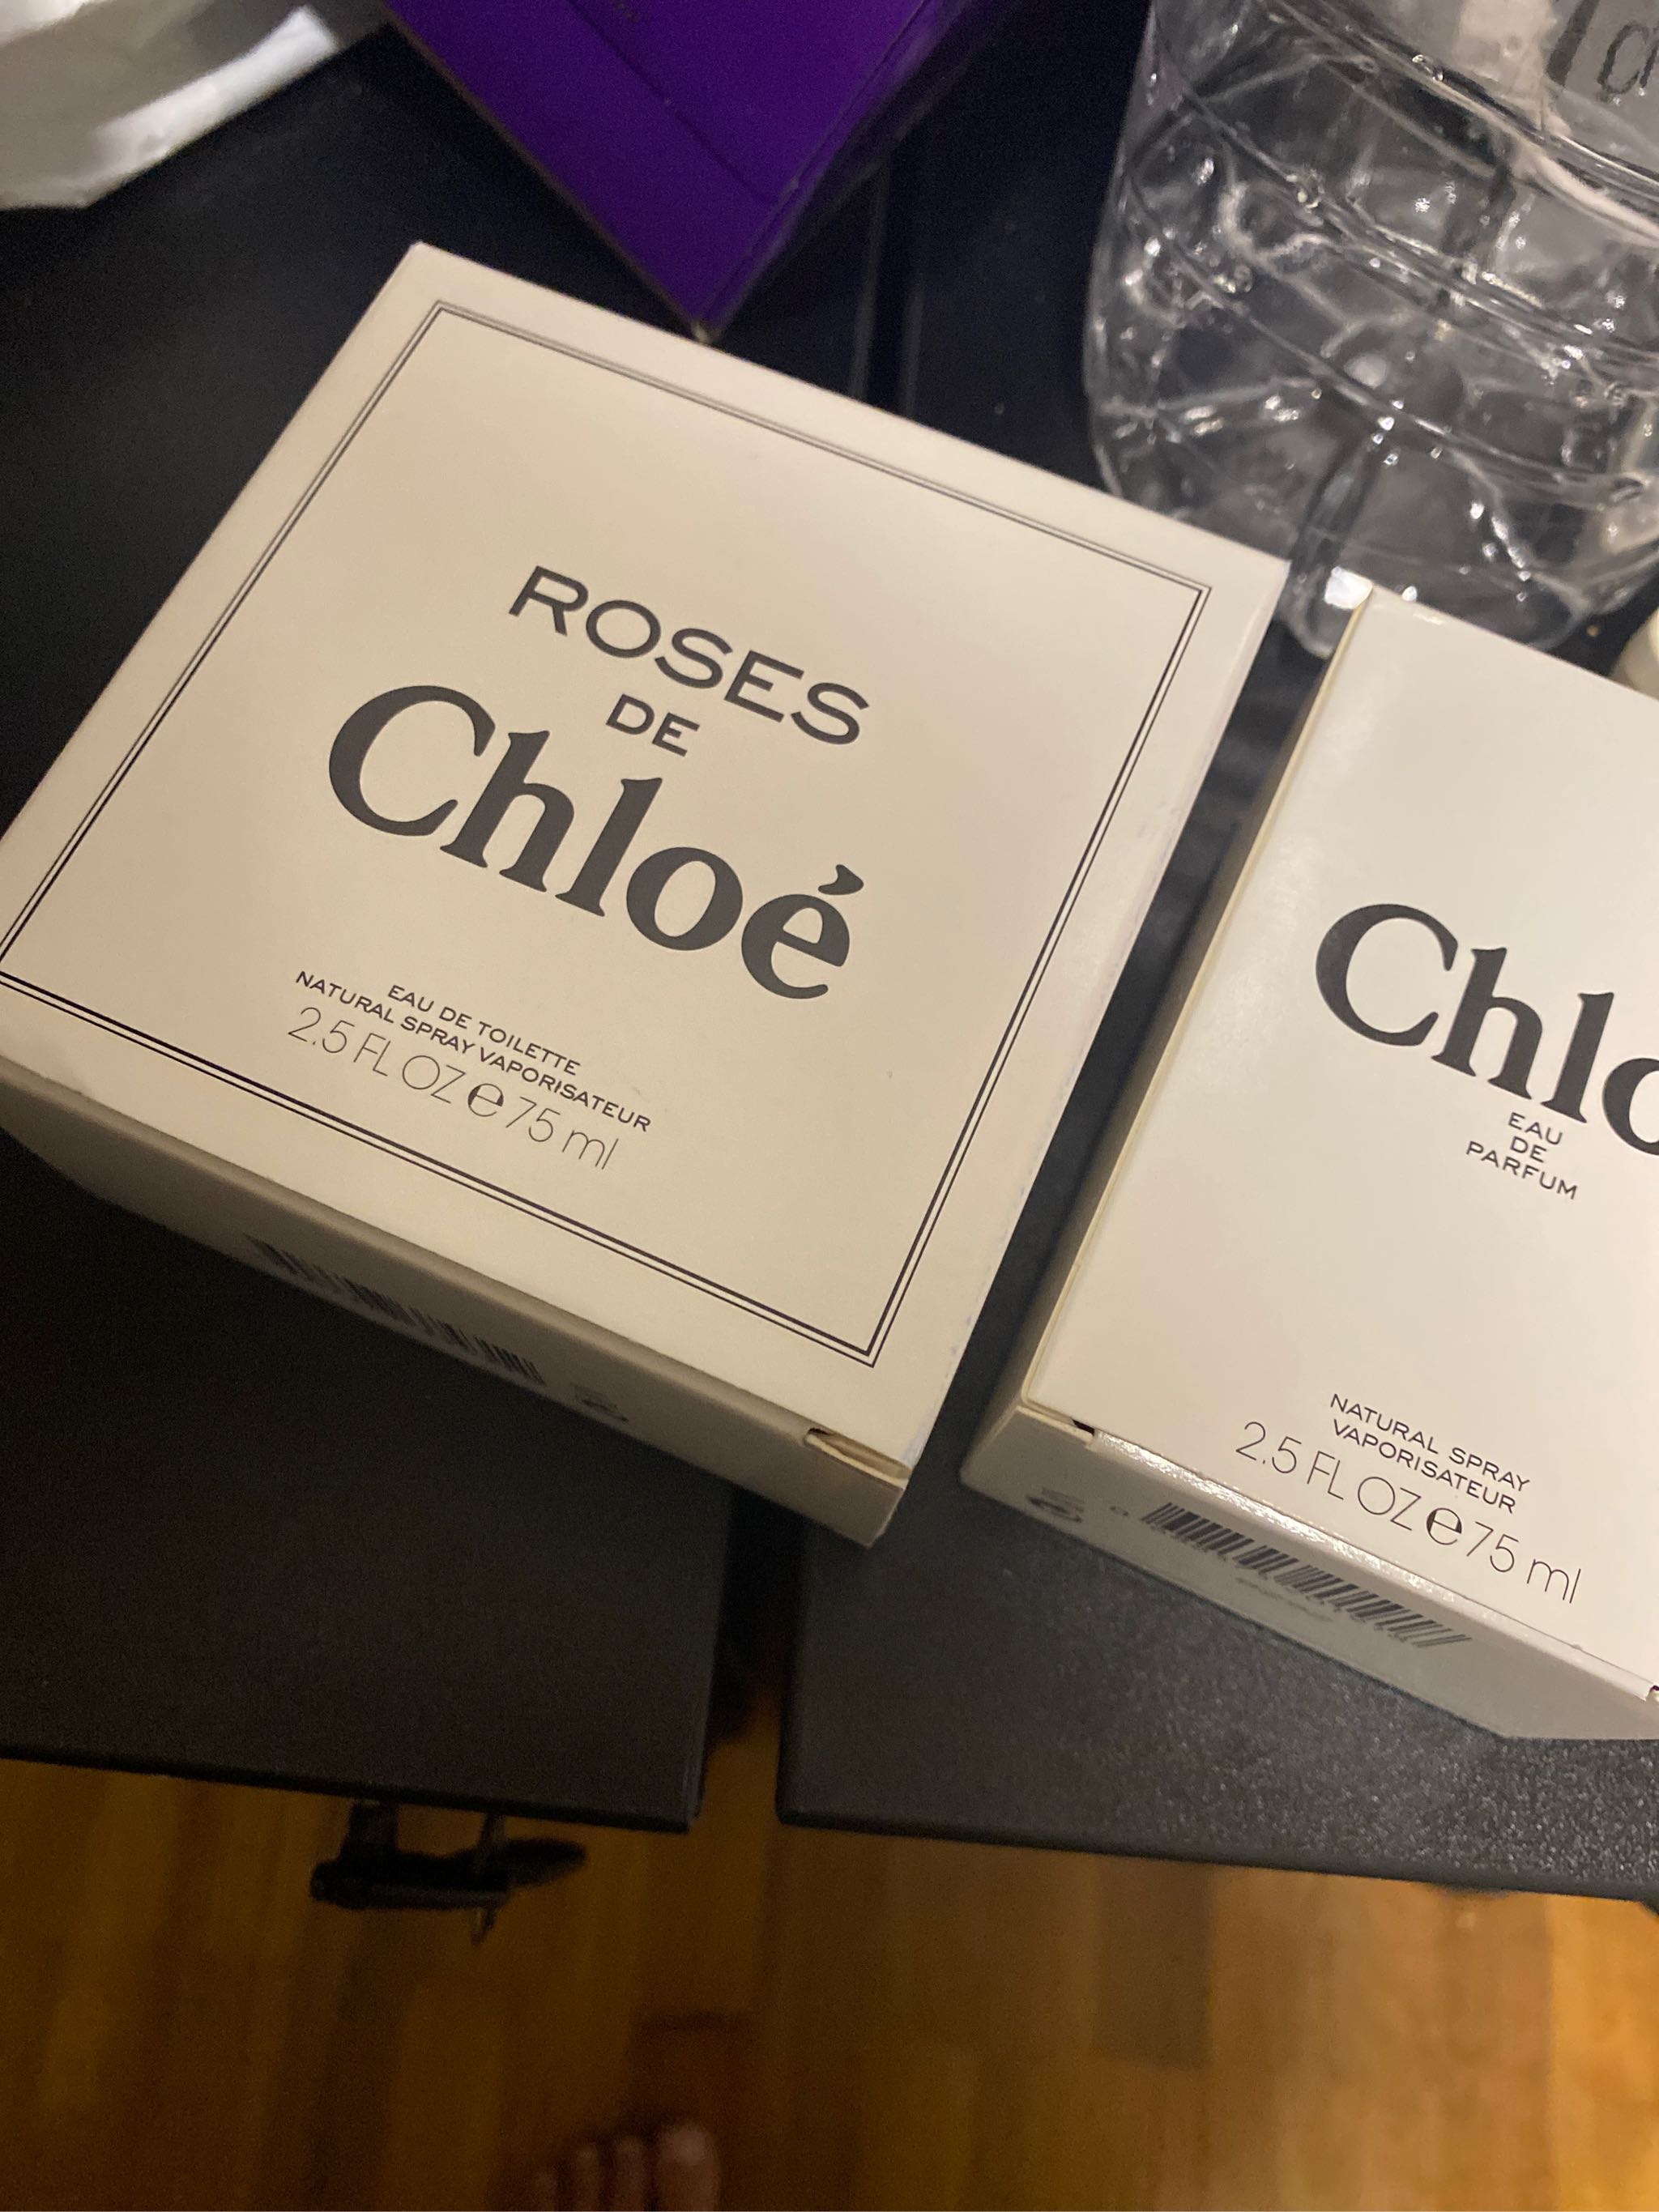 ROSES
DE
Chloé
EAU DE TOILETTE
NATURAL SPRAY VAPORISATEUR
2.5 FL OZ e 75 ml
Chlo
EAU
DE
PARFUM
NATURAL SPRAY
VAPORISATEUR
2.5 FL OZ e 75 ml